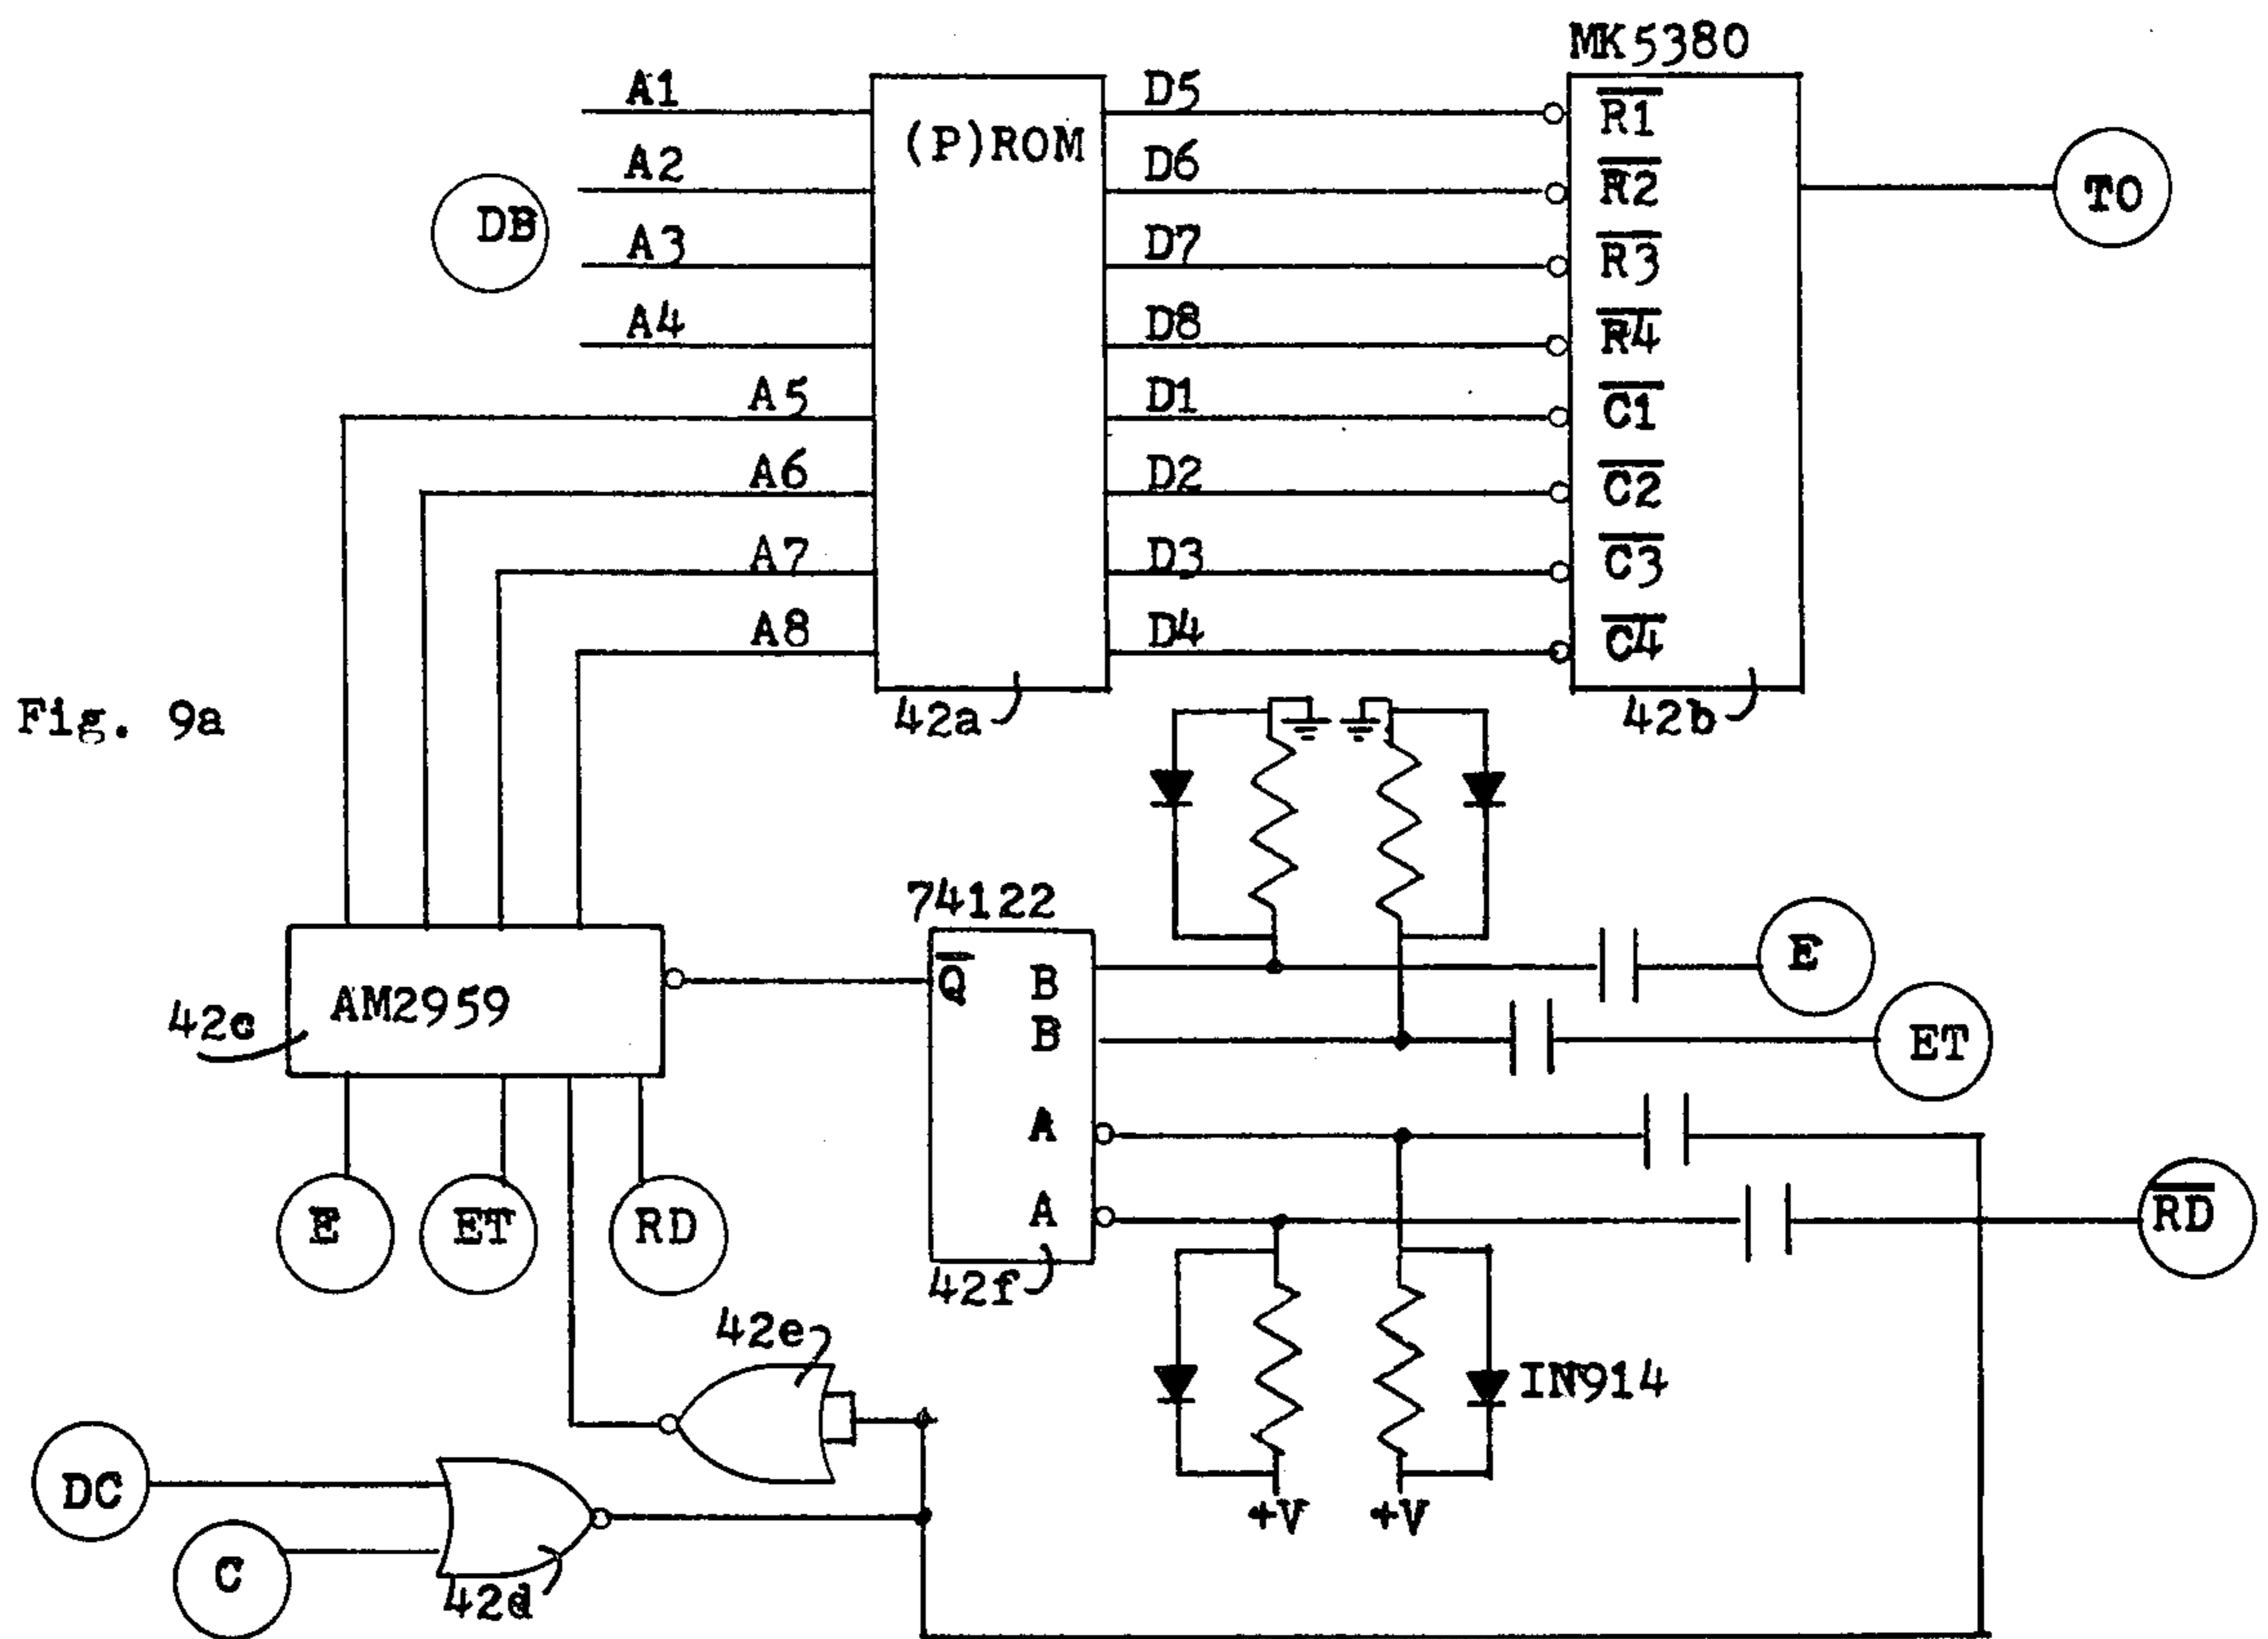 MK5380
A1
D5
R1
(P)ROM
A2
D6
R2
TO
DB
A3
D7
R3
A4
D8
R4
A5
D1
C1
A6
D2
C2
A7
D3
C3
A8
D4
C4
Fig. 9a
42a
42b
74122
Q
B
E
AM2959
42c
B
ET
A
E
ET
RD
A
RD
42f
42e
IN914
DC
+V
+V
C
42d